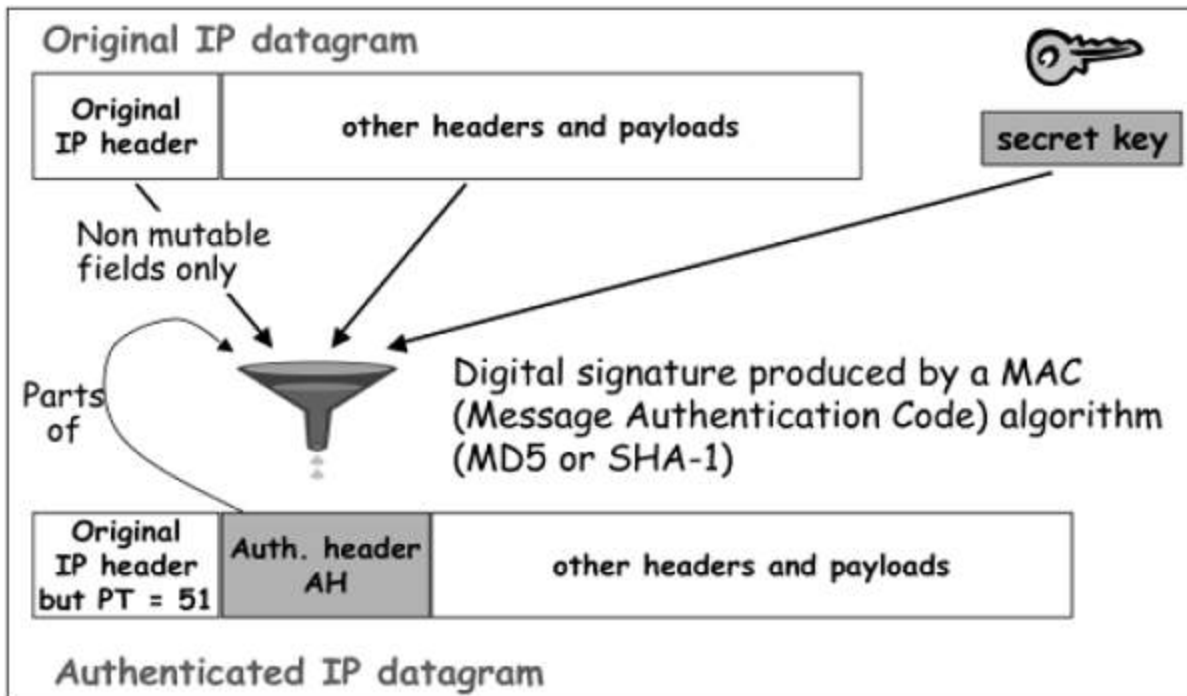 Original IP datagram
Original
IP header
other headers and payloads
secret key
Non mutable
fields only
Parts
of
Digital signature produced by a MAC
(Message Authentication Code) algorithm
(MD5 or SHA-1)
Original
IP header
but PT = 51
Auth. header
AH
other headers and payloads
Authenticated IP datagram